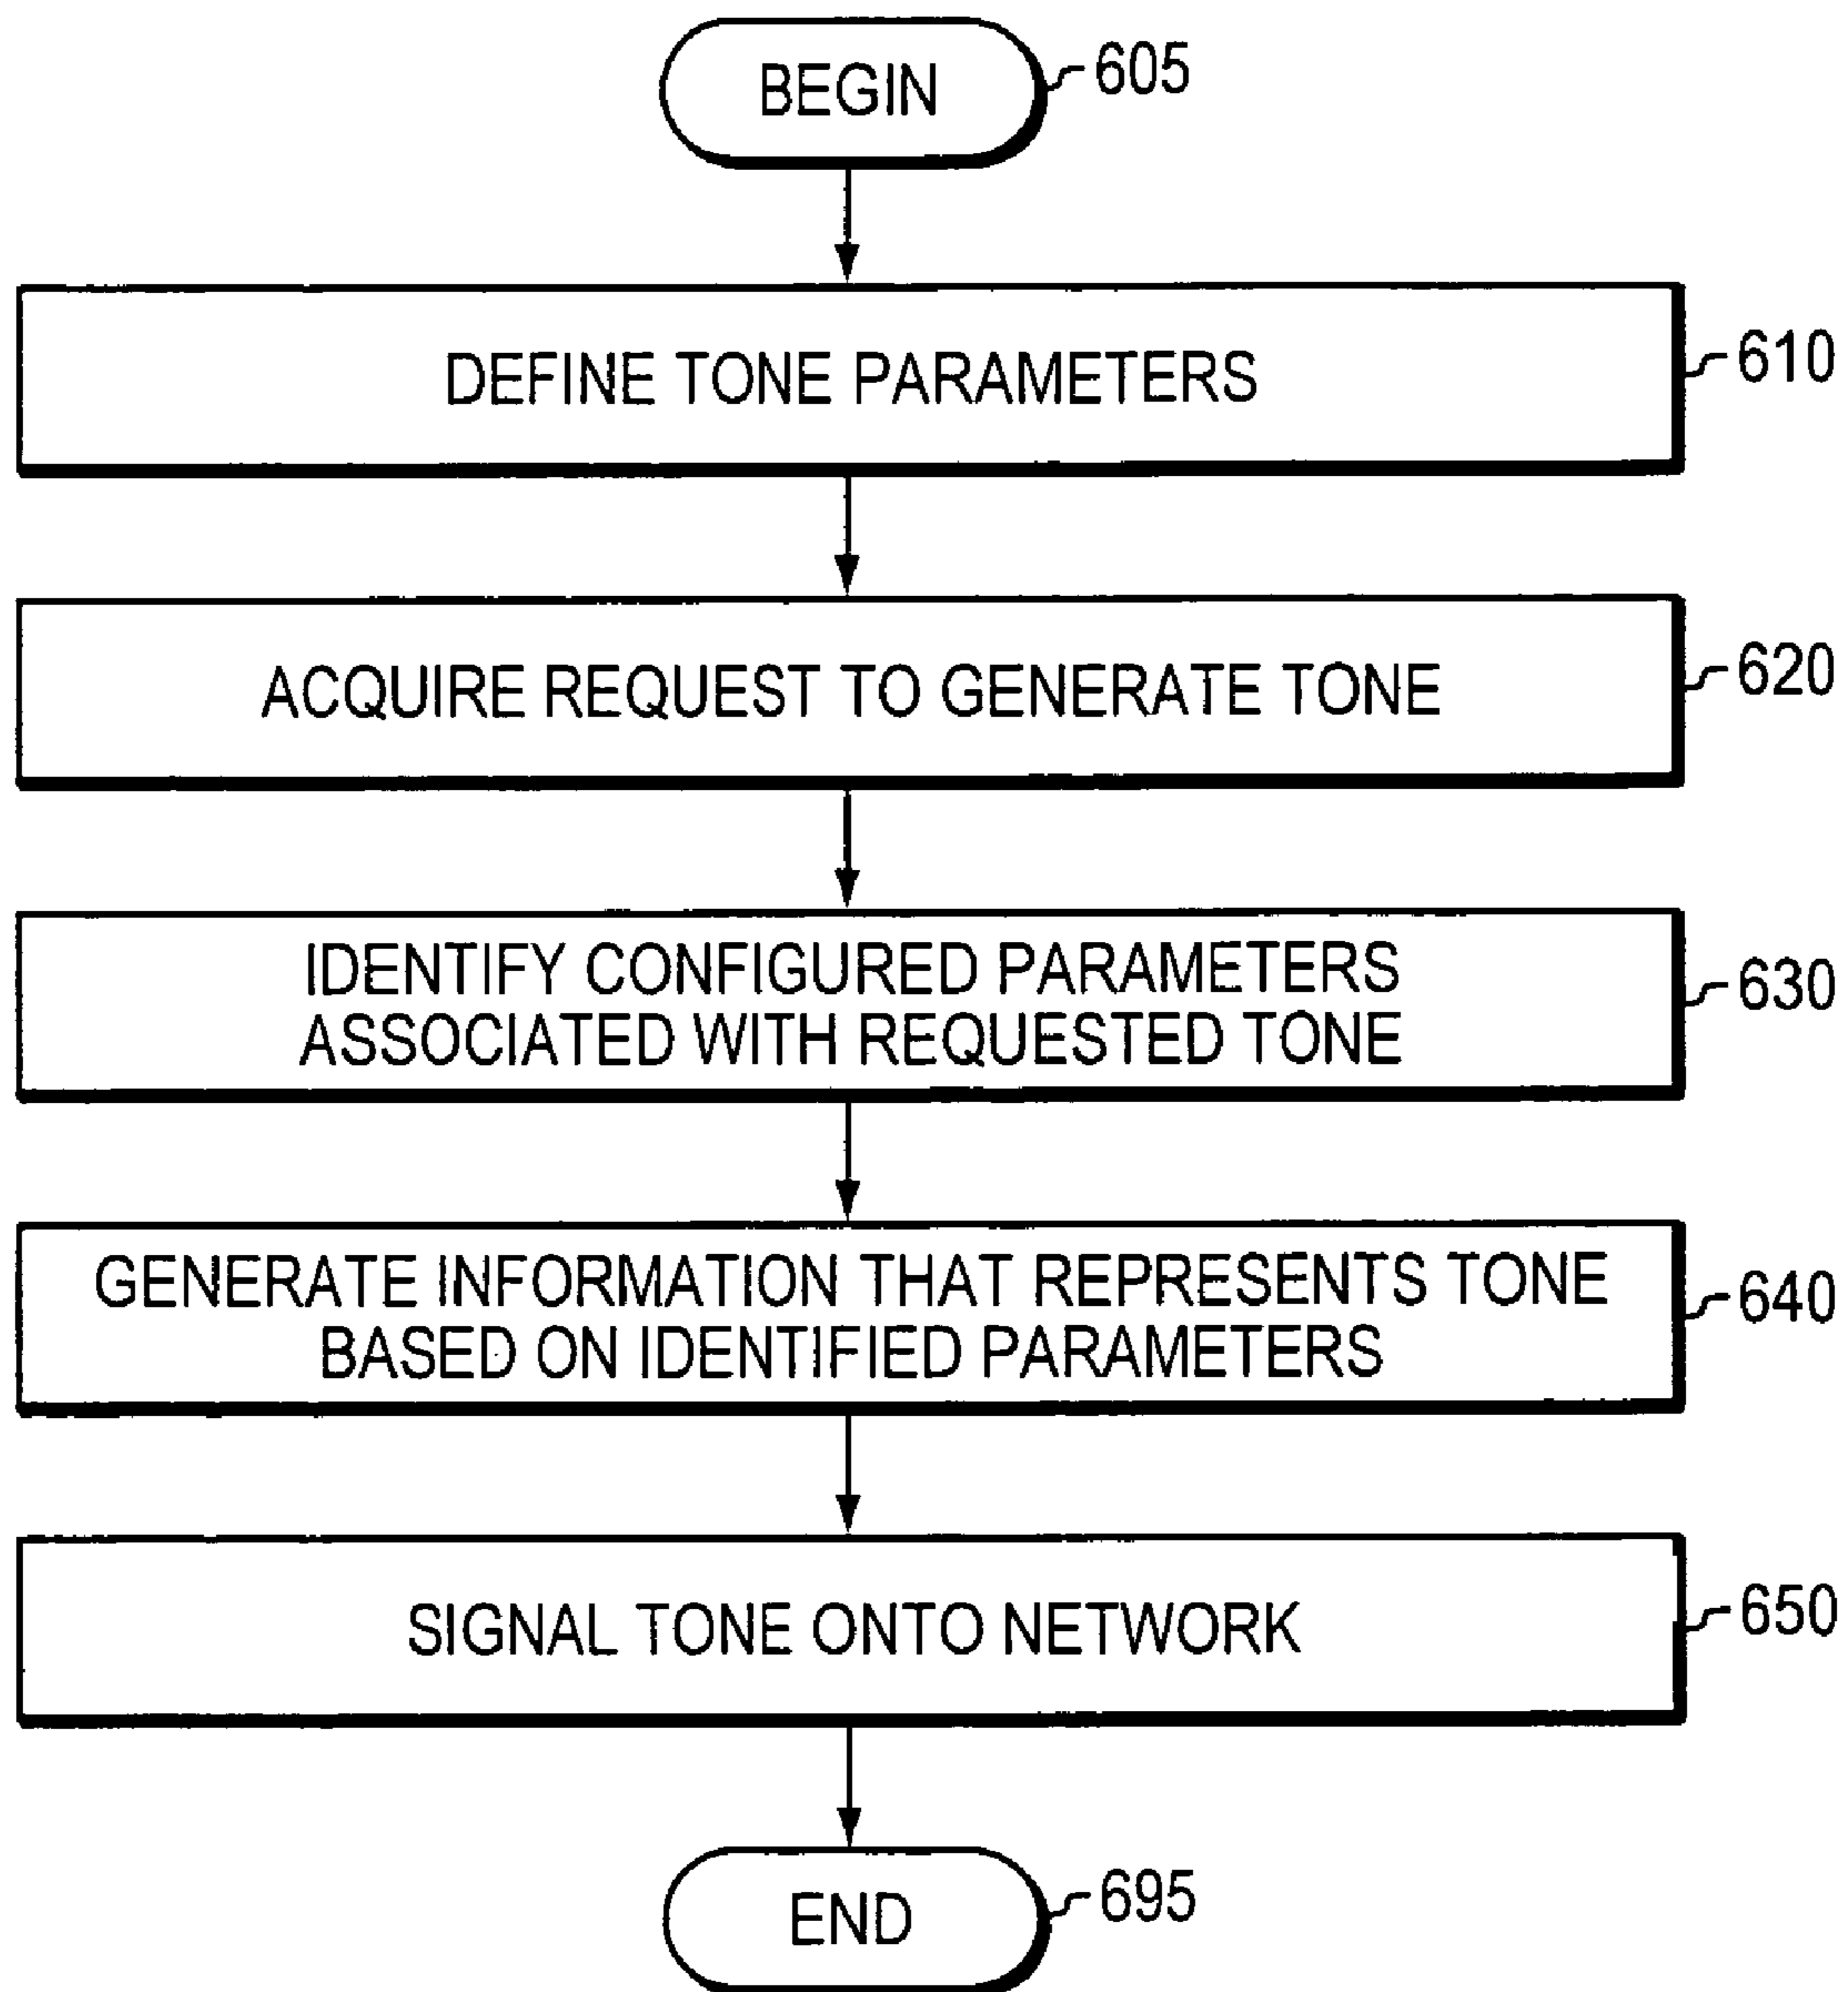 BEGIN
605
DEFINE TONE PARAMETERS
610
ACQUIRE REQUEST TO GENERATE TONE
620
IDENTIFY CONFIGURED PARAMETERS
ASSOCIATED WITH REQUESTED TONE
630
GENERATE INFORMATION THAT REPRESENTS TONE
BASED ON IDENTIFIED PARAMETERS
640
SIGNAL TONE ONTO NETWORK
650
END
695